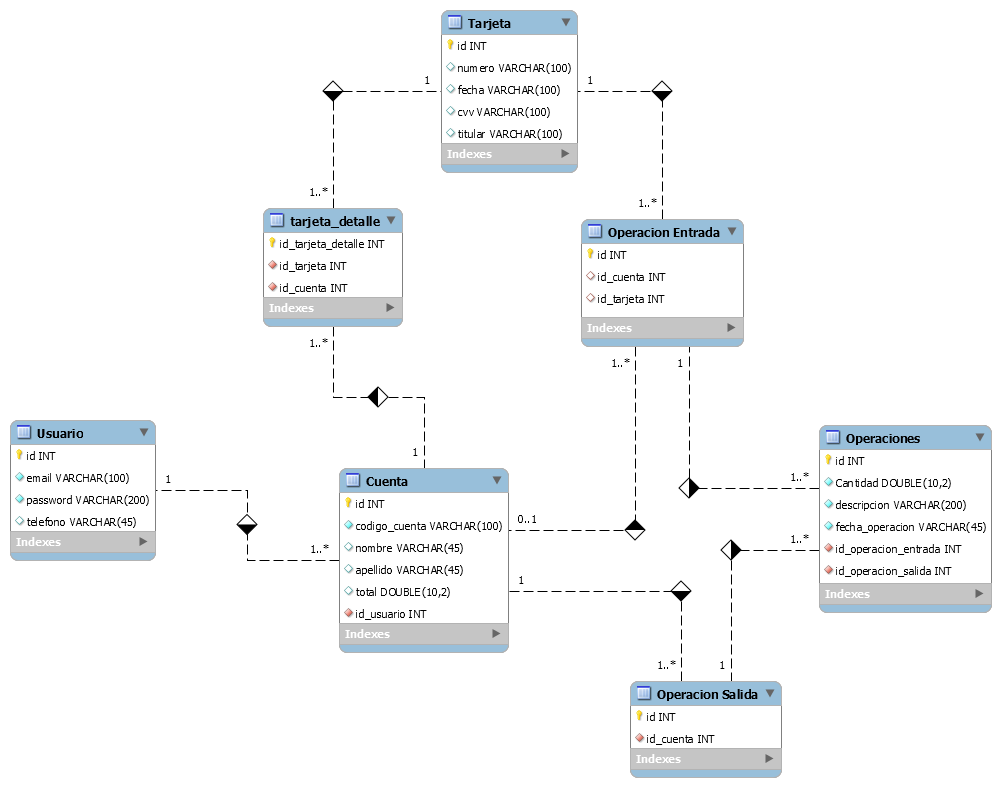 Tarjeta
id INT
numero VARCHAR(100)
fecha VARCHAR(100)
cvv VARCHAR(100)
titular VARCHAR(100)
Indexes
1
1
1..*
1..*
tarjeta_detalle
id_tarjeta_detalle INT
id_tarjeta INT
id_cuenta INT
Indexes
Operacion Entrada
id INT
id_cuenta INT
id_tarjeta INT
Indexes
1..*
1
1..*
1
Usuario
id INT
email VARCHAR(100)
password VARCHAR(200)
telefono VARCHAR(45)
Indexes
1
1..*
Cuenta
id INT
codigo_cuenta VARCHAR(100)
nombre VARCHAR(45)
apellido VARCHAR(45)
total DOUBLE(10,2)
id_usuario INT
Indexes
0..1
1
Operaciones
id INT
Cantidad DOUBLE(10,2)
descripcion VARCHAR(200)
fecha_operacion VARCHAR(45)
id_operacion_entrada INT
id_operacion_salida INT
Indexes
1..*
1..*
1..*
1
Operacion Salida
id INT
id_cuenta INT
Indexes